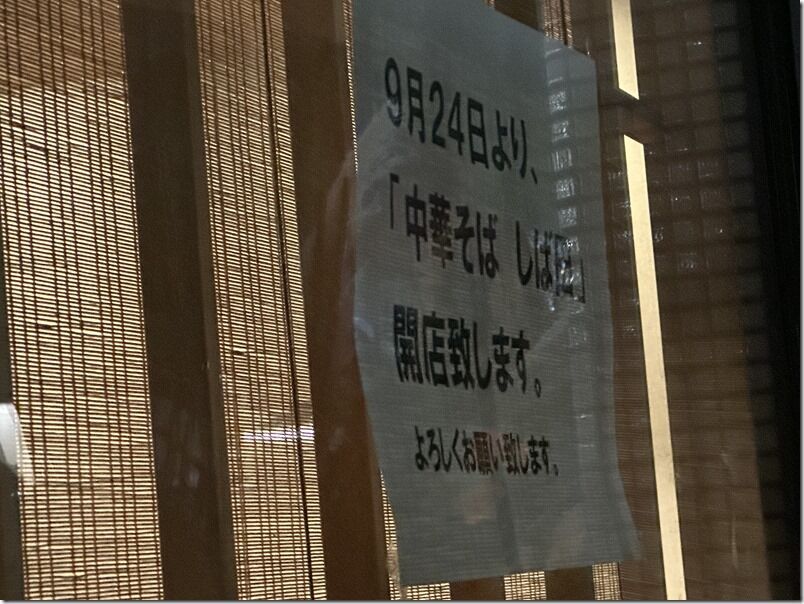 9月24日より、
「中華そば しば田」
開店致します。
よろしくお願い致します。